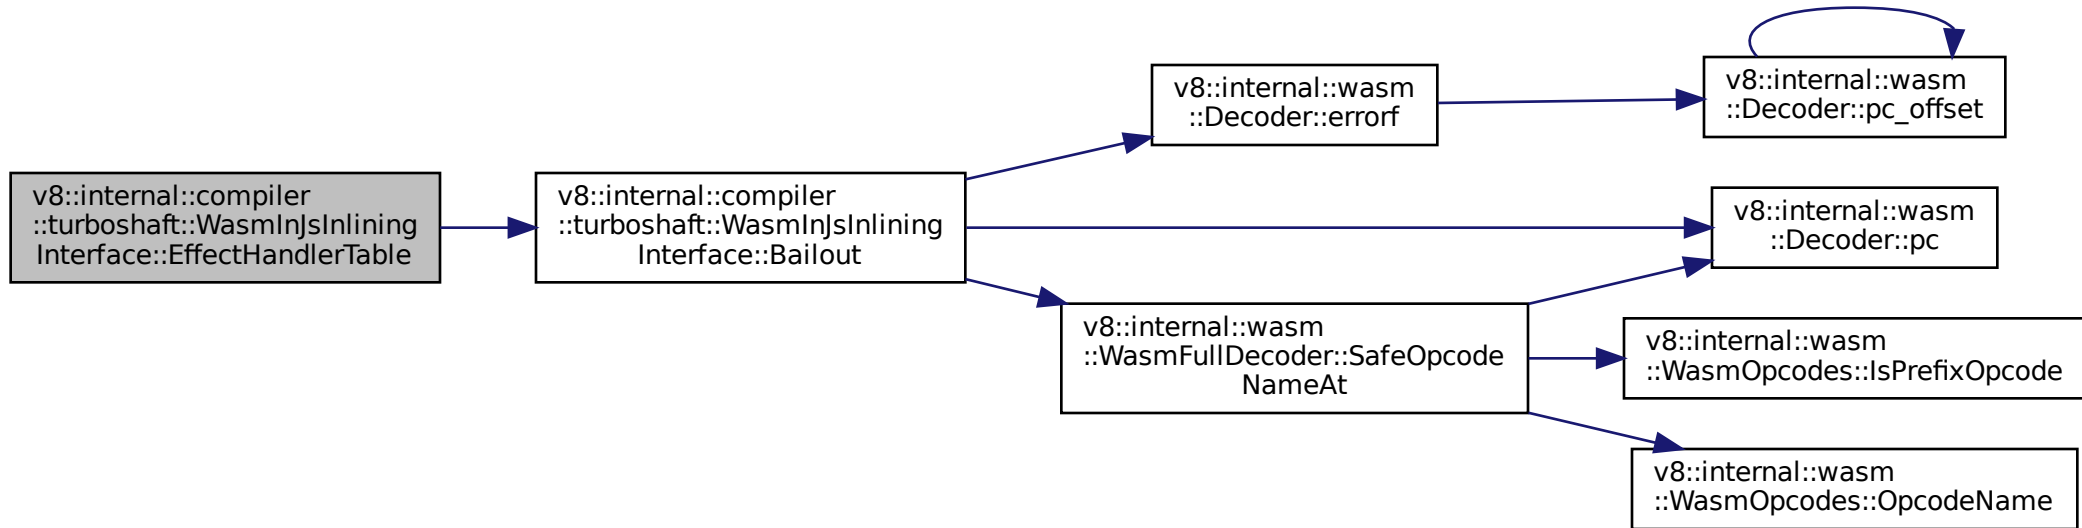 v8::internal::compiler
::turboshaft::WasmInJsInlining
Interface::EffectHandlerTable
v8::internal::compiler
::turboshaft::WasmInJsInlining
Interface::Bailout
v8::internal::wasm
::Decoder::errorf
v8::internal::wasm
::Decoder::pc_offset
v8::internal::wasm
::Decoder::pc
v8::internal::wasm
::WasmFullDecoder::SafeOpcode
NameAt
v8::internal::wasm
::WasmOpcodes::IsPrefixOpcode
v8::internal::wasm
::WasmOpcodes::OpcodeName